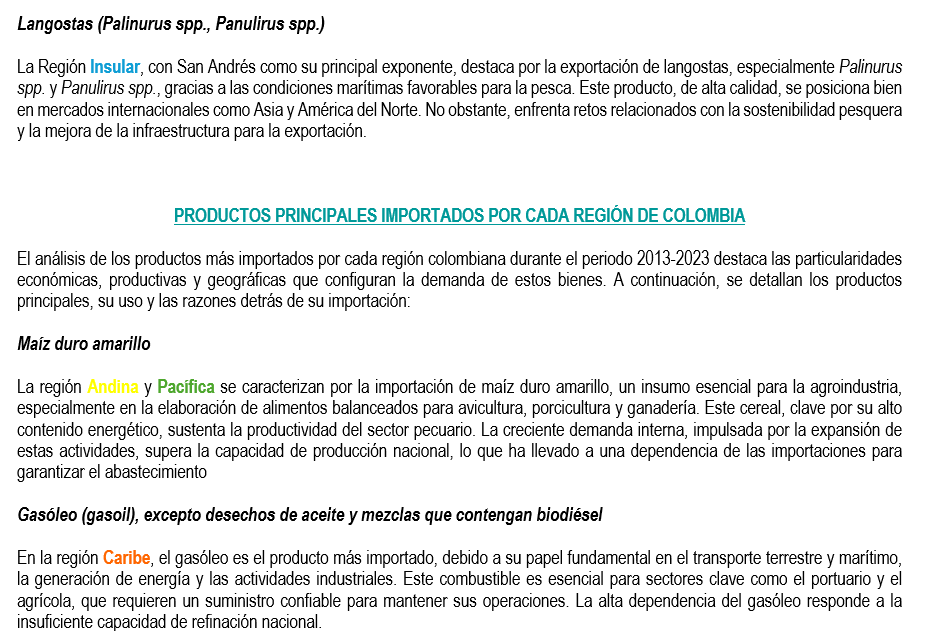 Langostas (Palinurus spp., Panulirus spp.)
La Región Insular, con San Andrés como su principal exponente, destaca por la exportación de langostas, especialmente Palinurus
spp. y Panulirus spp., gracias a las condiciones marítimas favorables para la pesca. Este producto, de alta calidad, se posiciona bien
en mercados internacionales como Asia y América del Norte. No obstante, enfrenta retos relacionados con la sostenibilidad pesquera
y la mejora de la infraestructura para la exportación.
PRODUCTOS PRINCIPALES IMPORTADOS POR CADA REGIÓN DE COLOMBIA
El análisis de los productos más importados por cada región colombiana durante el periodo 2013-2023 destaca las particularidades
económicas, productivas y geográficas que configuran la demanda de estos bienes. A continuación, se detallan los productos
principales, su uso y las razones detrás de su importación:
Maíz duro amarillo
La región Andina y Pacífica se caracterizan por la importación de maíz duro amarillo, un insumo esencial para la agroindustria,
especialmente en la elaboración de alimentos balanceados para avicultura, porcicultura y ganadería. Este cereal, clave por su alto
contenido energético, sustenta la productividad del sector pecuario. La creciente demanda interna, impulsada por la expansión de
estas actividades, supera la capacidad de producción nacional, lo que ha llevado a una dependencia de las importaciones para
garantizar el abastecimiento
Gasóleo (gasoil), excepto desechos de aceite y mezclas que contengan biodiésel
En la región Caribe, el gasóleo es el producto más importado, debido a su papel fundamental en el transporte terrestre y marítimo,
la generación de energía y las actividades industriales. Este combustible es esencial para sectores clave como el portuario y el
agrícola, que requieren un suministro confiable para mantener sus operaciones. La alta dependencia del gasóleo responde a la
insuficiente capacidad de refinación nacional.